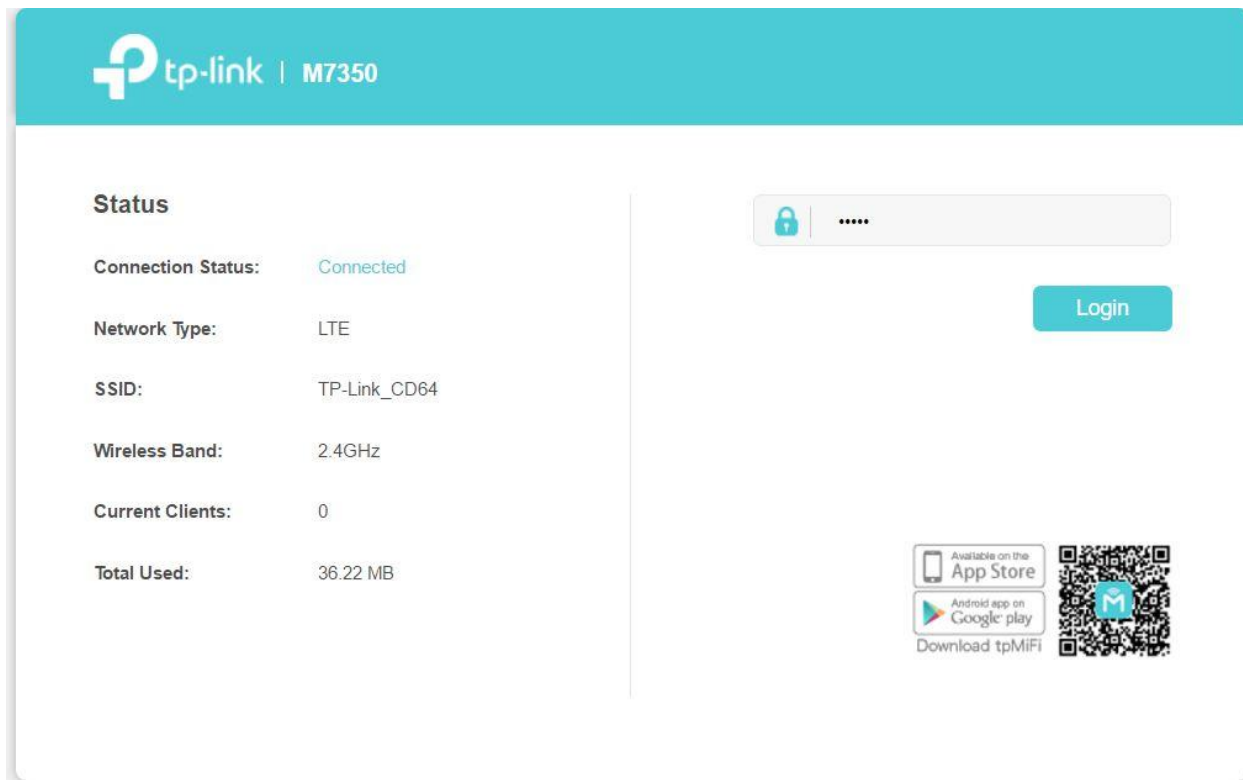 tp-link | M7350
Status
Connection Status: Connected
Network Type: LTE
SSID: TP-Link_CD64
Wireless Band: 2.4GHz
Current Clients: 0
Total Used: 36.22 MB
•••••
Login
Available on the
App Store
Android app on
Google play
Download tpMiFi
M